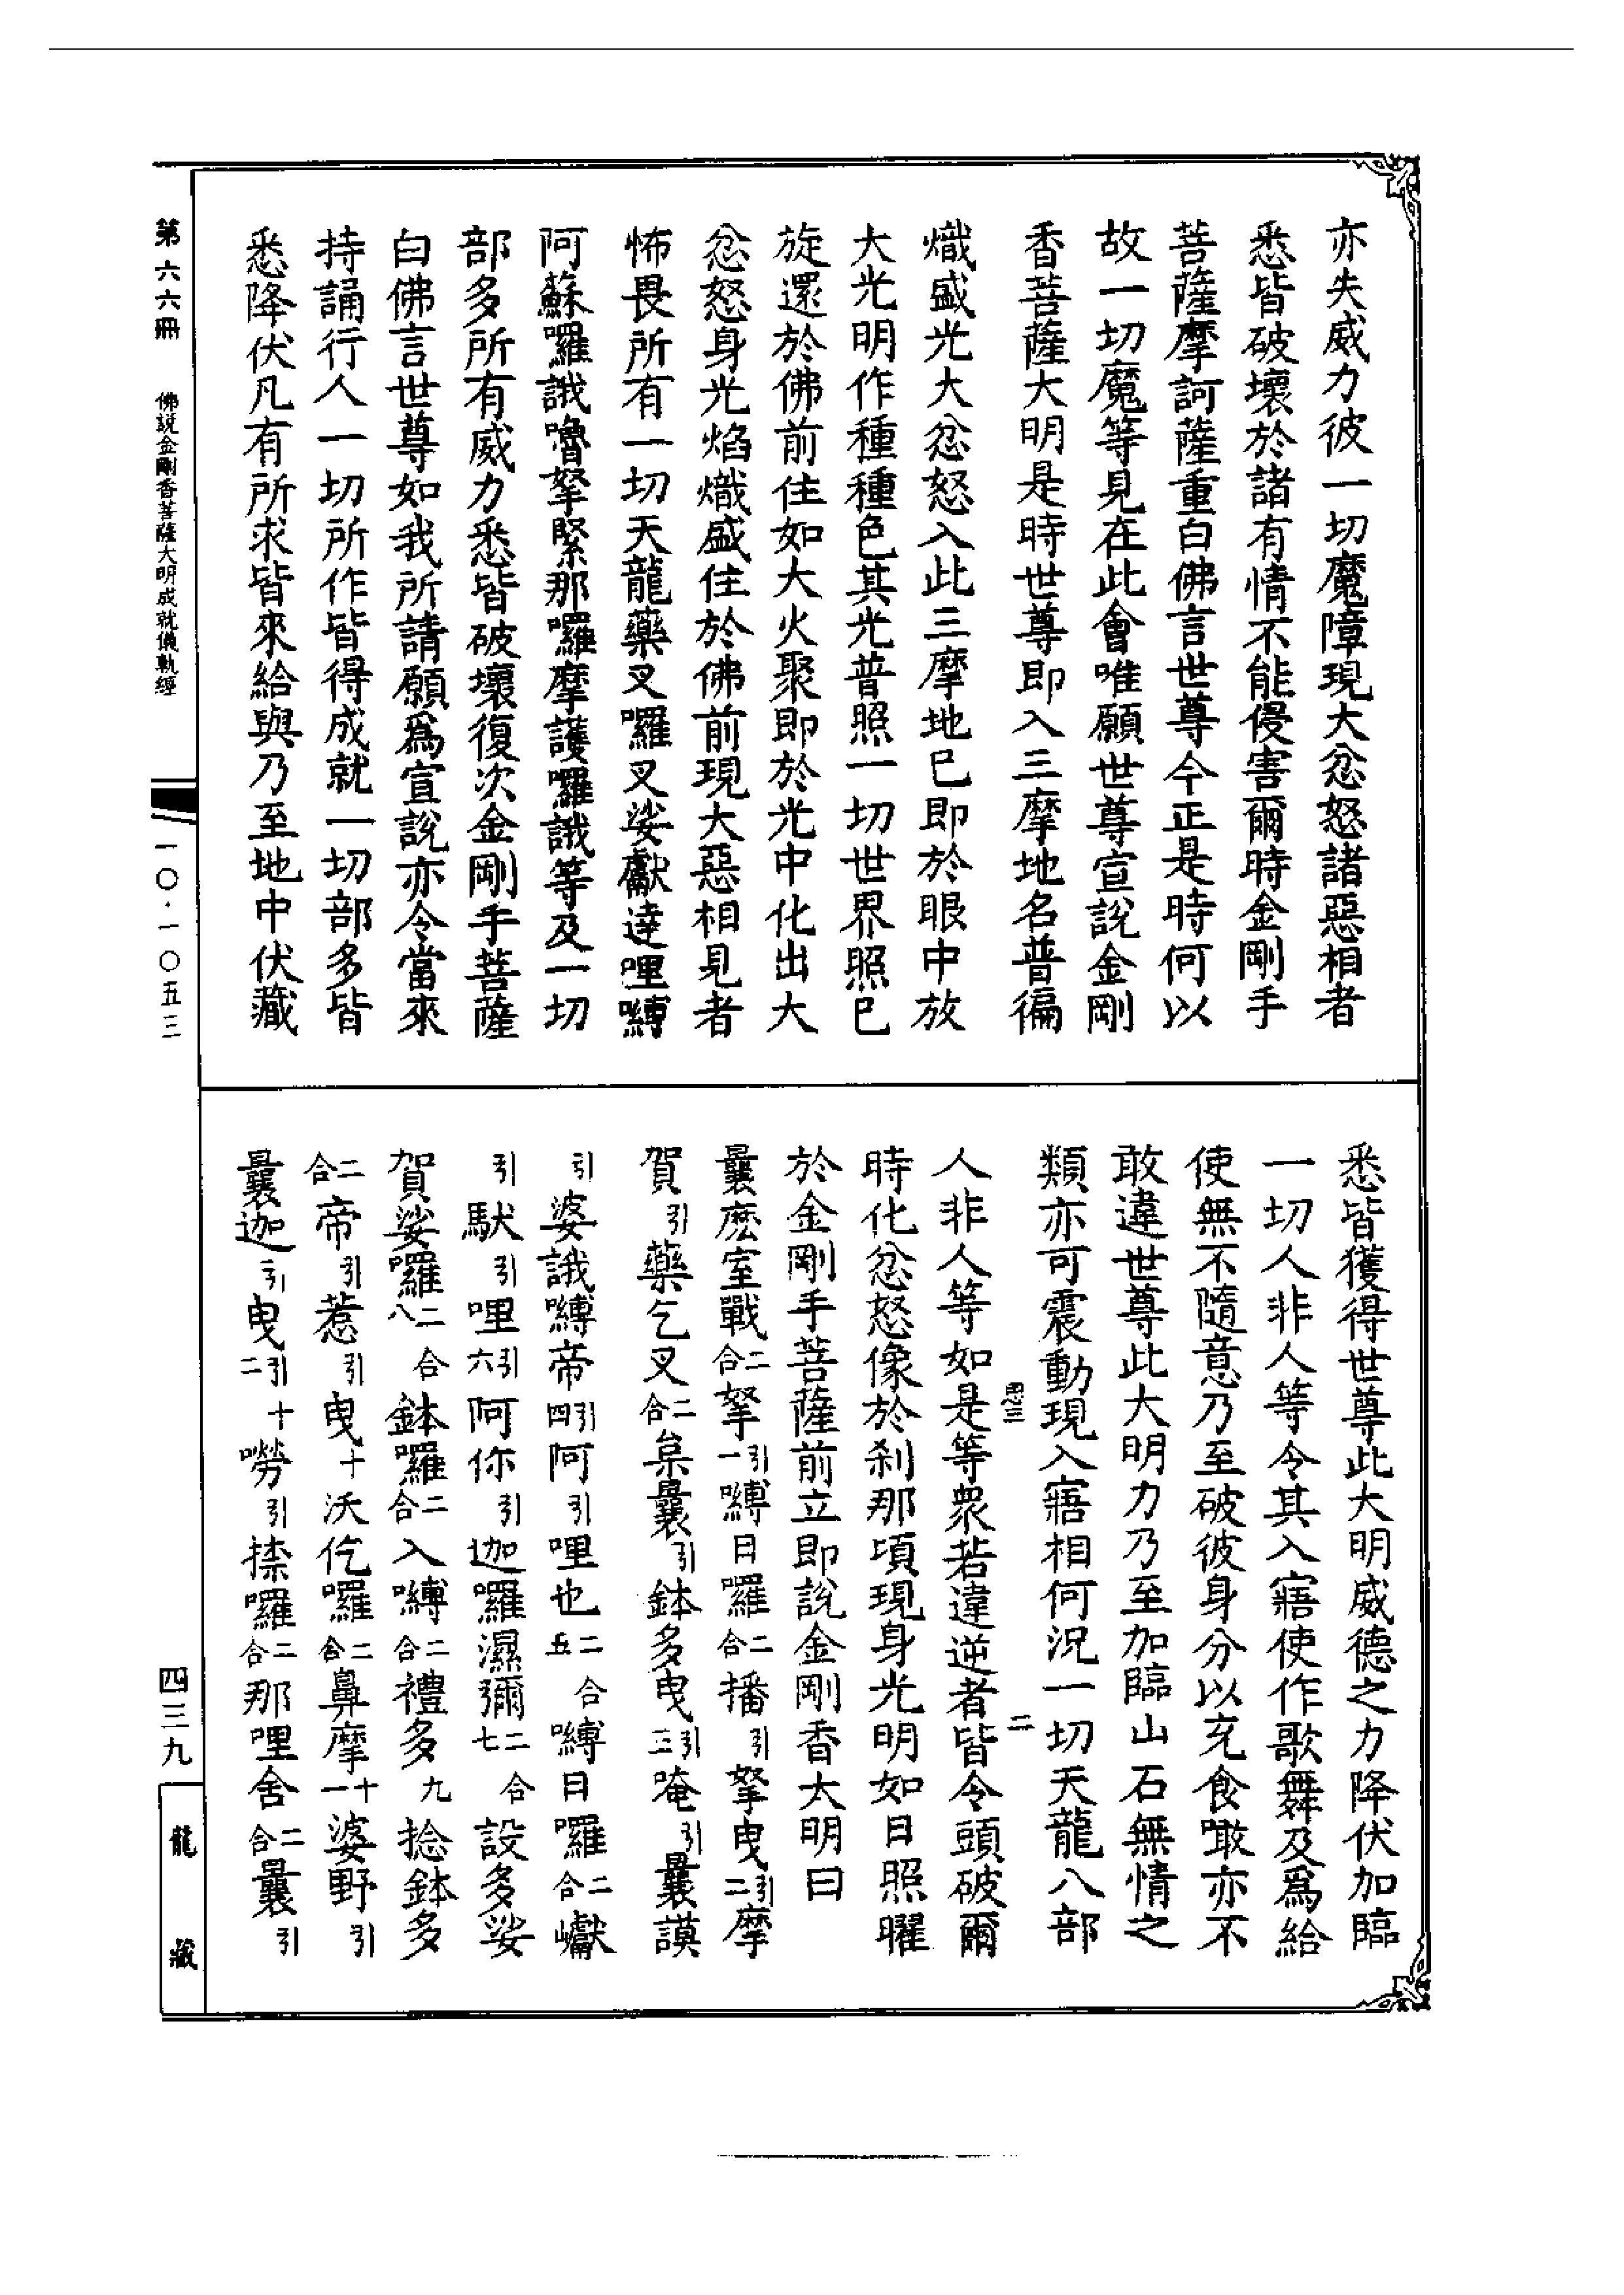 亦失威力彼一切魔障現大忿怒諸惡相者
悉皆破壞於諸有情不能侵害爾時金剛手
菩薩摩訶薩重白佛言世尊今正是時何以
故一切魔等見在此會唯願世尊宣說金剛
香菩薩大明是時世尊即入三摩地名普徧
熾盛光大忿怒入此三摩地已即於眼中放
大光明作種種色其光普照一切世界照已
旋還於佛前住如大火聚即於光中化出大
忿怒身光焰熾盛住於佛前現大惡相見者
怖畏所有一切天龍藥叉囉叉娑獻達哩嚩
阿蘇囉誐嚕拏緊那囉摩護囉誐等及一切
部多所有威力悉皆破壞復次金剛手菩薩
白佛言世尊如我所請願爲宣說亦令當來
持誦行人一切所作皆得成就一切部多皆
悉降伏凡有所求皆來給與乃至地中伏藏
悉皆獲得世尊此大明威德之力降伏加臨
一切人非人等令其入寤使作歌舞及爲給
使無不隨意乃至破彼身分以充食噉亦不
敢違世尊此大明力乃至加臨山石無情之
類亦可震動現入寤相何況一切天龍八部
人非人等如是等衆若違逆者皆令頭破爾
時化忿怒像於刹那頃現身光明如日照曜
於金剛手菩薩前立即說金剛香大明曰
曩麽室戰二合拏引一嚩日囉二合播引拏曳引二摩
賀引藥乞叉二合枲曩引鉢多曳引三唵引曩謨
引婆誐嚩帝引四阿引哩也二合五嚩日囉二合巘
引馱引哩引六阿你引迦囉濕彌二合七設多娑
賀娑囉二合八鉢囉二合入嚩二合禮多九捻鉢多
二合帝引惹引曳十沃仡囉二合鼻摩十一婆野引
曩迦引曳引十二嘮引捺囉二合那哩舍二合曩引
第六六冊
佛說金剛香菩薩大明成就儀軌經
一〇·一〇五三
四三九
龍藏